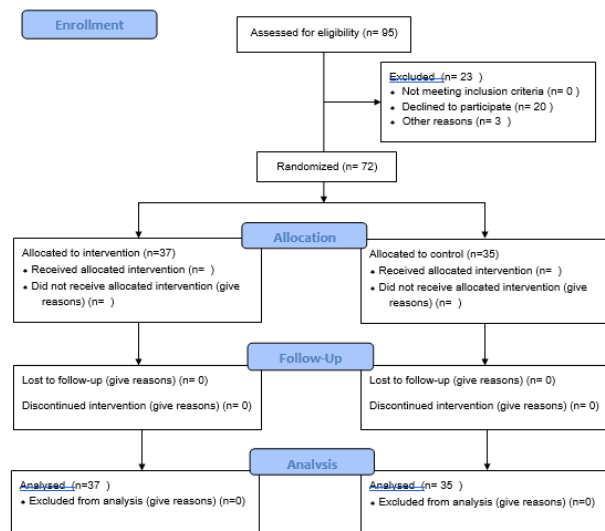 Enrollment
Assessed for eligibility (n= 95)
Excluded (n= 23 )
♦ Not meeting inclusion criteria (n= 0 )
♦ Declined to participate (n= 20 )
♦ Other reasons (n= 3 )
Randomized (n= 72)
Allocation
Allocated to intervention (n=37)
♦ Received allocated intervention (n= )
♦ Did not receive allocated intervention (give
reasons) (n= )
Allocated to control (n=35)
♦ Received allocated intervention (n= )
♦ Did not receive allocated intervention (give
reasons) (n= )
Follow-Up
Lost to follow-up (give reasons) (n= 0)
Discontinued intervention (give reasons) (n= 0)
Lost to follow-up (give reasons) (n= 0)
Discontinued intervention (give reasons) (n= 0)
Analysis
Analysed (n=37 )
♦ Excluded from analysis (give reasons) (n=0)
Analysed (n= 35 )
♦ Excluded from analysis (give reasons) (n=0)